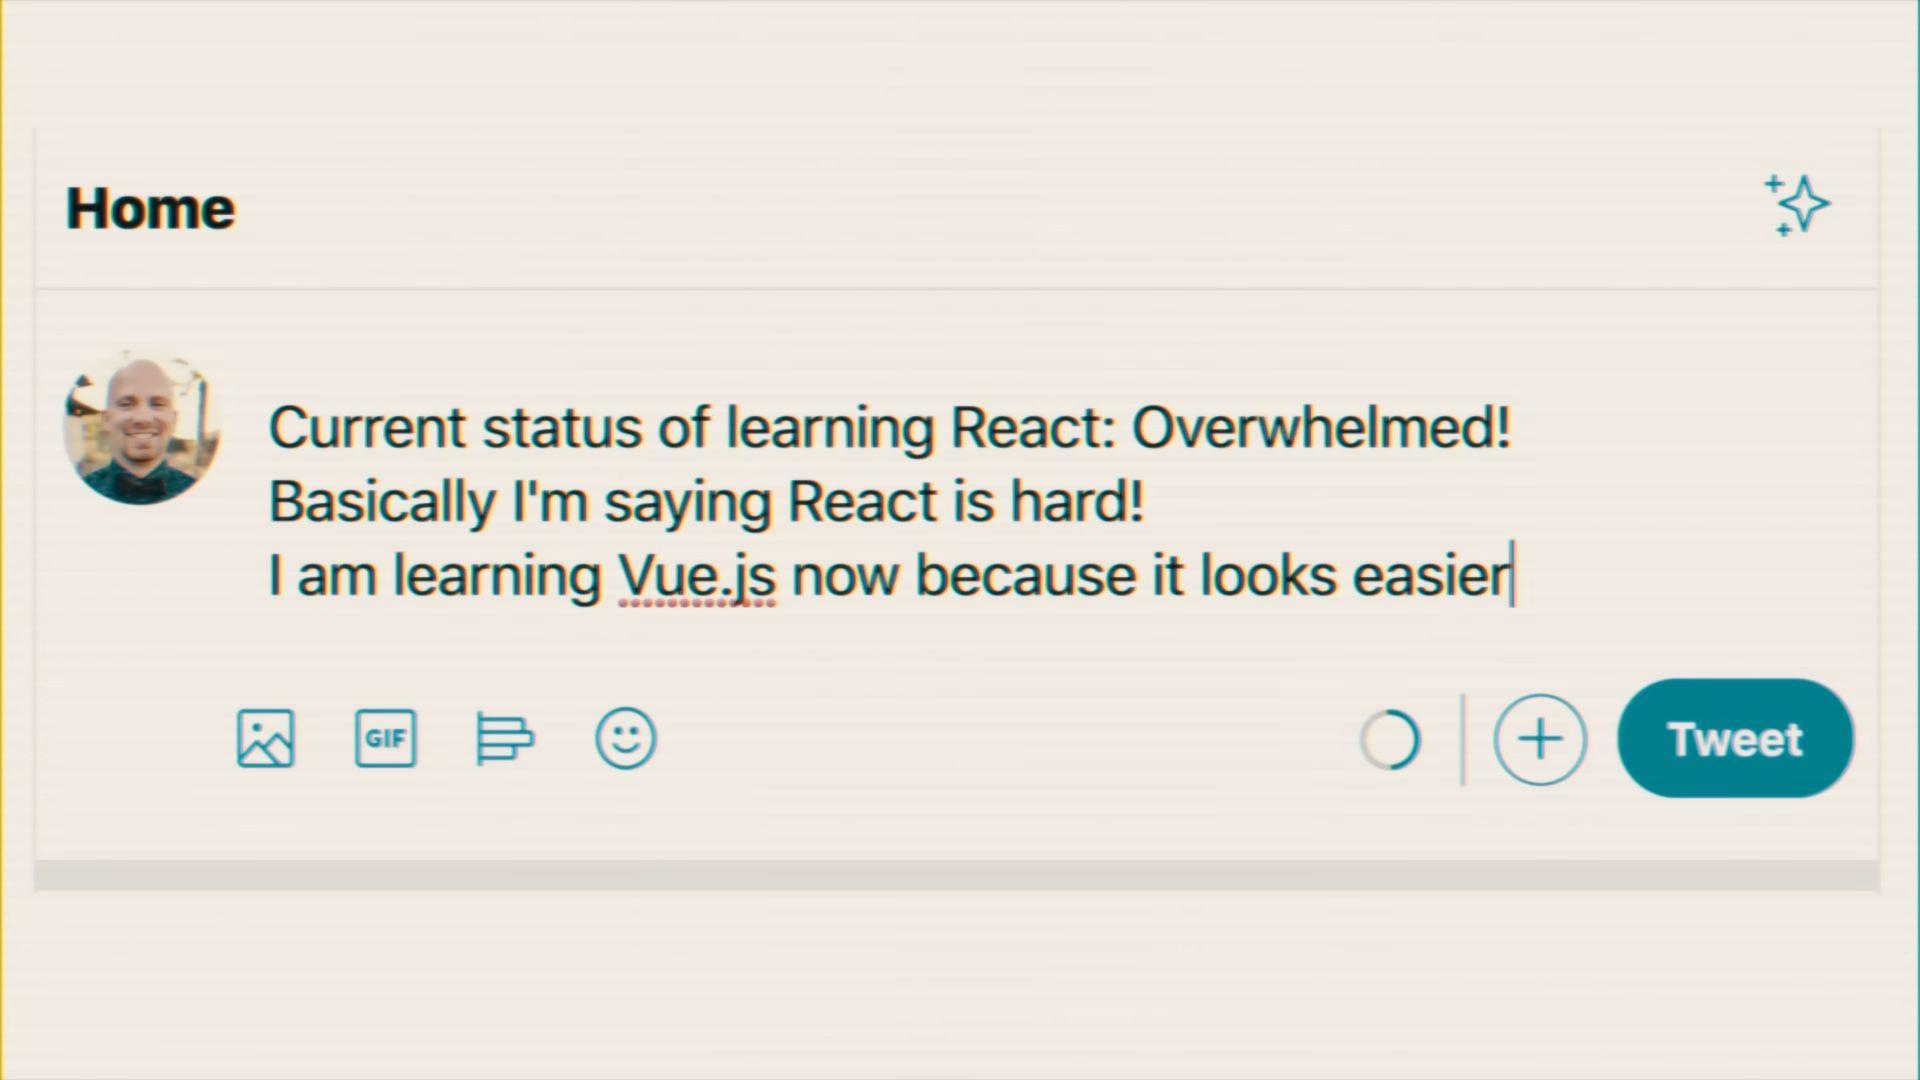 Home
Current status of learning React: Overwhelmed!
Basically I'm saying React is hard!
I am learning Vue.js now because it looks easier
GIF
Tweet